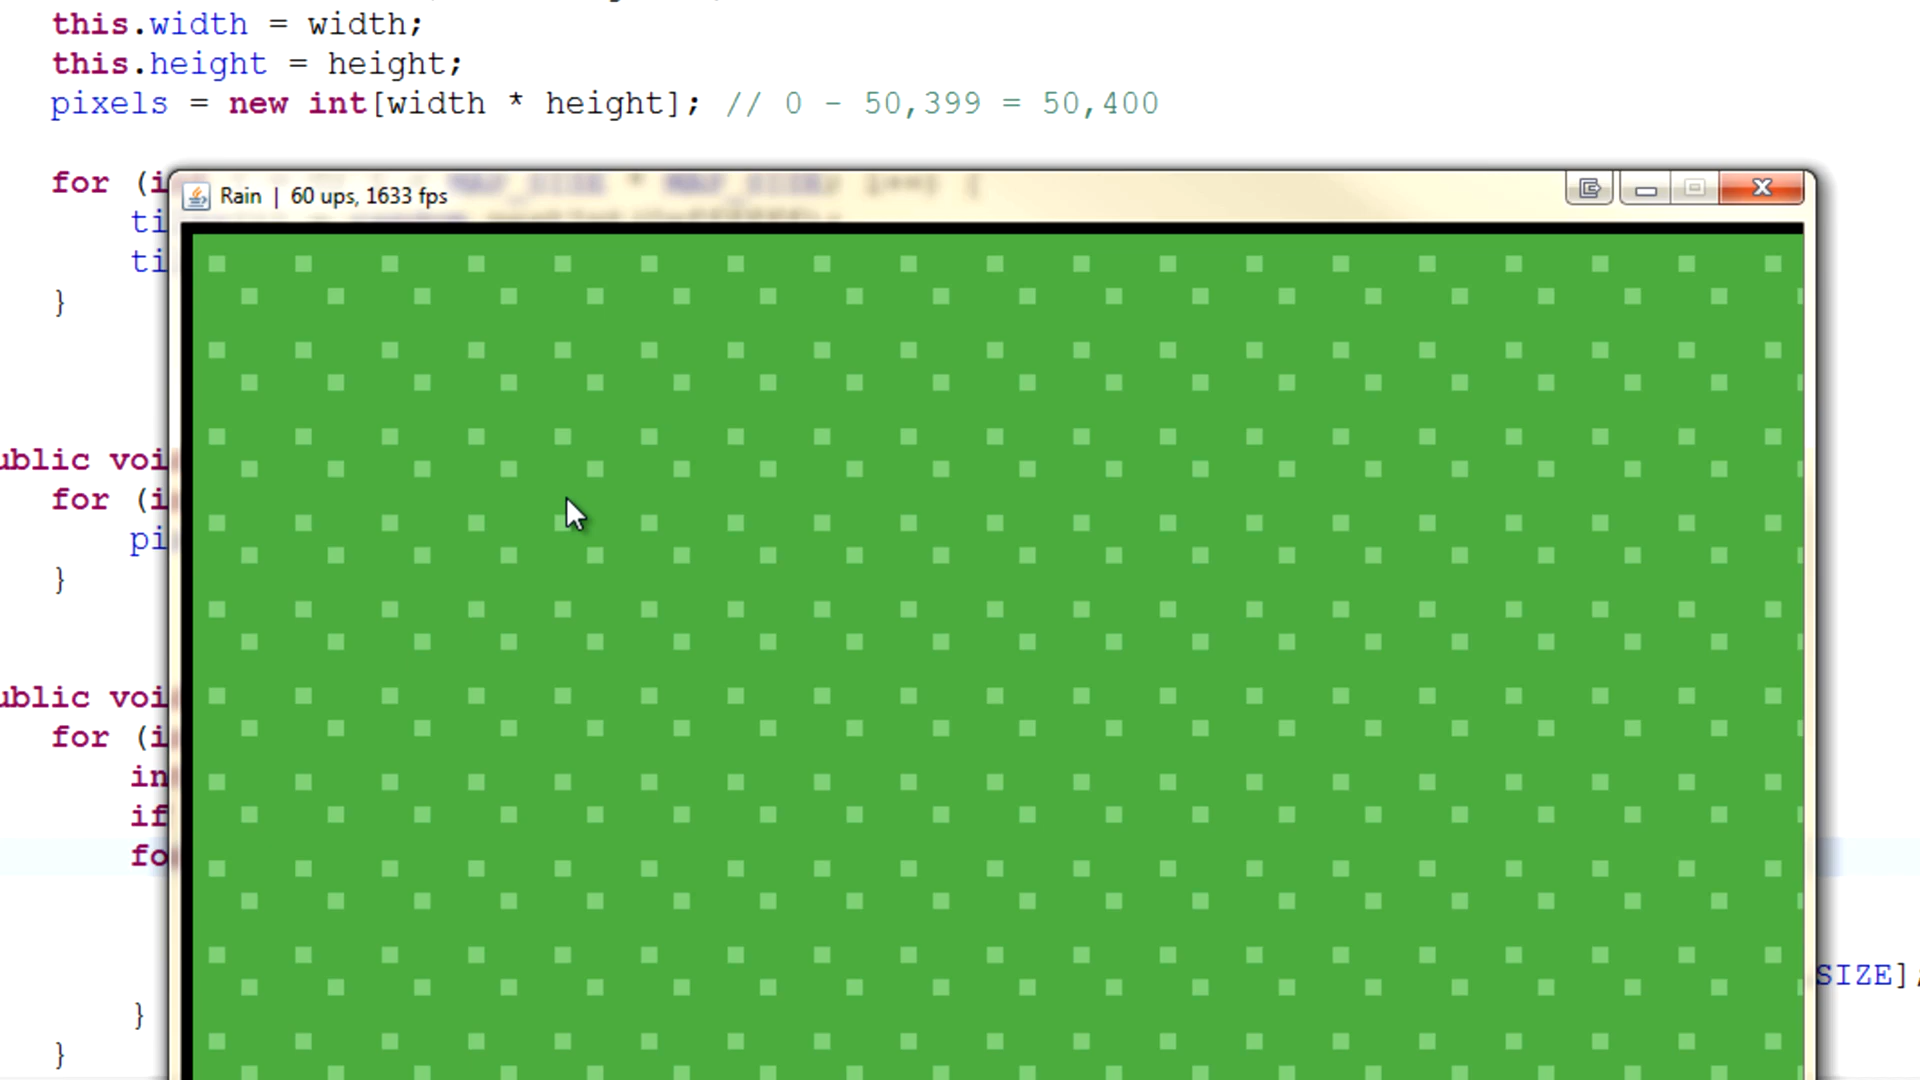 this.width = width;
this.height = height;
pixels = new int[width * height]; // 0 - 50,399 = 50,400
for (i
Rain | 60 ups, 1633 fps
ti
ti
}
ublic voi
for (i
pi
}
ublic voi
for (i
in
if
fo
SIZE];
}
}